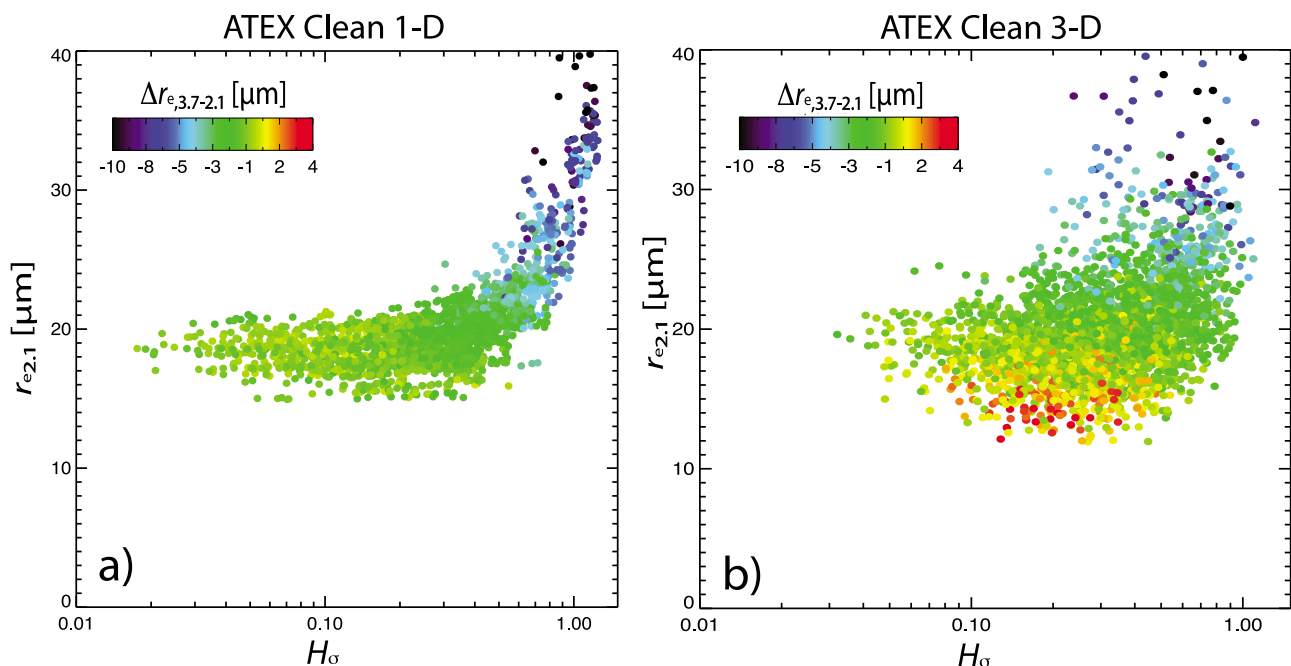 ATEX Clean 1-D
ATEX Clean 3-D
40
30
20
10
0
Δre,3.7-2.1 [µm]
-10 -8 -5 -3 -1 2 4
re2.1 [µm]
a)
0.01 0.10 1.00
Hσ
40
30
20
10
0
Δre,3.7-2.1 [µm]
-10 -8 -5 -3 -1 2 4
re2.1 [µm]
b)
0.01 0.10 1.00
Hσ